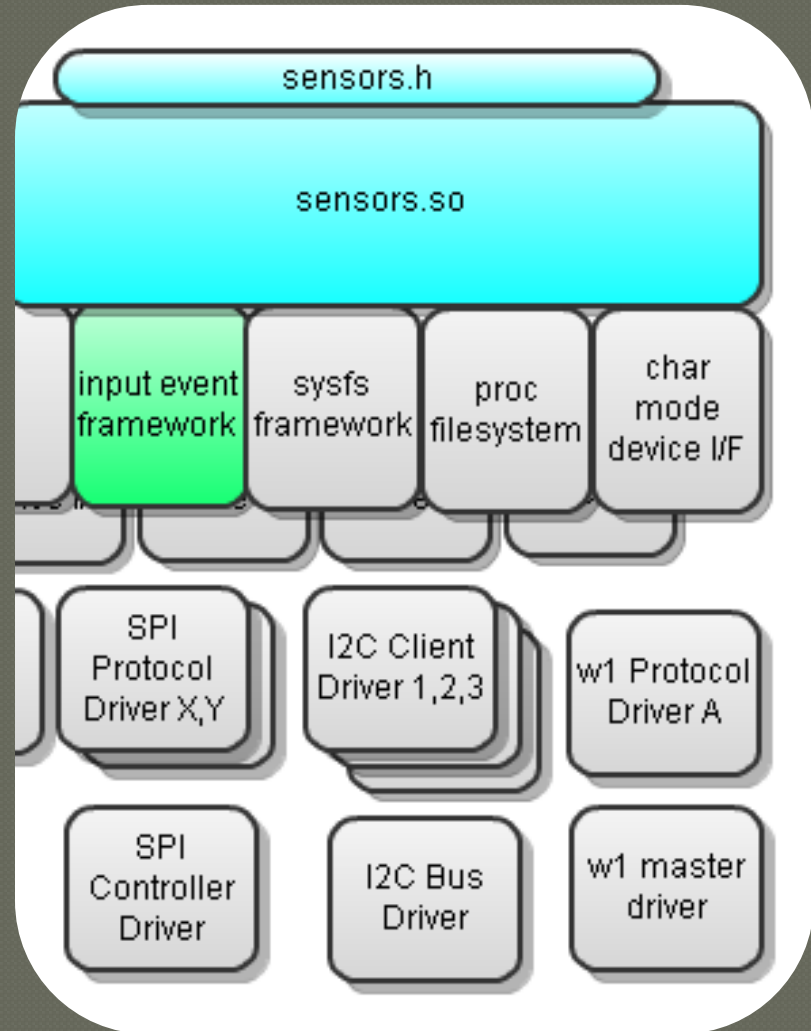 sensors.h
sensors.so
input event
framework
sysfs
framework
proc
filesystem
char
mode
device I/F
SPI
Protocol
Driver X,Y
I2C Client
Driver 1,2,3
w1 Protocol
Driver A
SPI
Controller
Driver
I2C Bus
Driver
w1 master
driver